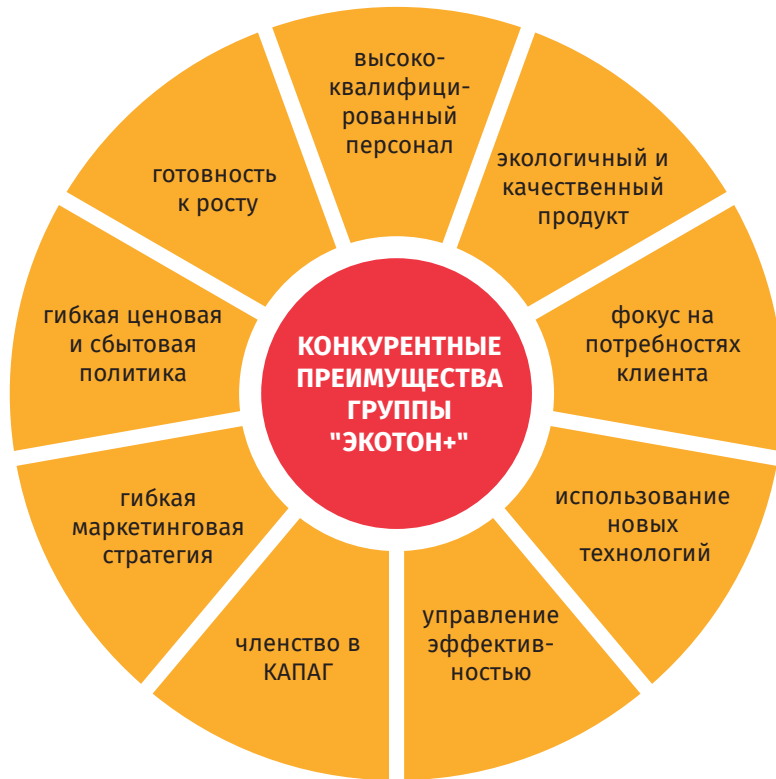 высоко-
квалифици-
рованный
персонал
экологичный и
качественный
продукт
фокус на
потребностях
клиента
использование
новых
технологий
управление
эффектив-
ностью
членство в
КАПАГ
гибкая
маркетинговая
стратегия
гибкая ценовая
и сбытовая
политика
готовность
к росту
КОНКУРЕНТНЫЕ
ПРЕИМУЩЕСТВА
ГРУППЫ
"ЭКОТОН+"